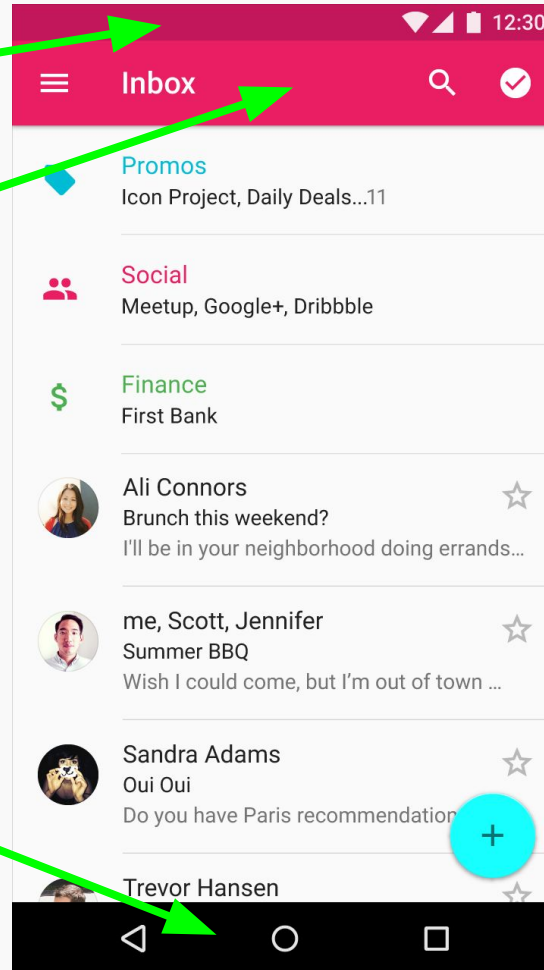 12:30
Inbox
Promos
Icon Project, Daily Deals...11
Social
Meetup, Google+, Dribbble
Finance
First Bank
Ali Connors
Brunch this weekend?
I'll be in your neighborhood doing errands...
me, Scott, Jennifer
Summer BBQ
Wish I could come, but I’m out of town ...
Sandra Adams
Oui Oui
Do you have Paris recommendation
Trevor Hansen